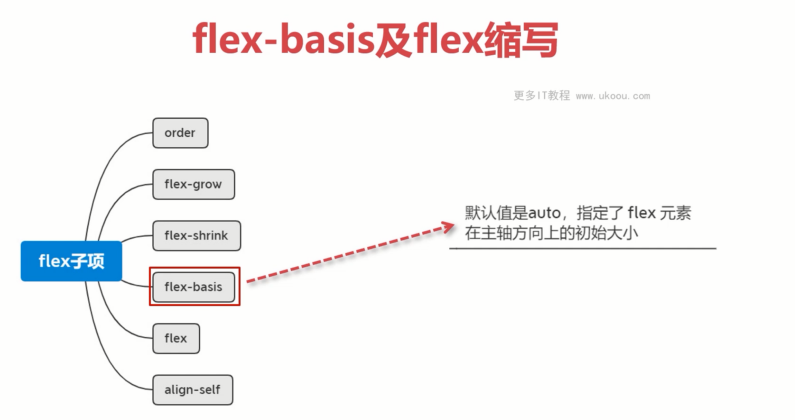 flex-basis及flex缩写
更多IT教程 www.ukoou.com
order
flex-grow
flex-shrink
flex子项
flex-basis
flex
align-self
默认值是auto，指定了 flex 元素
在主轴方向上的初始大小